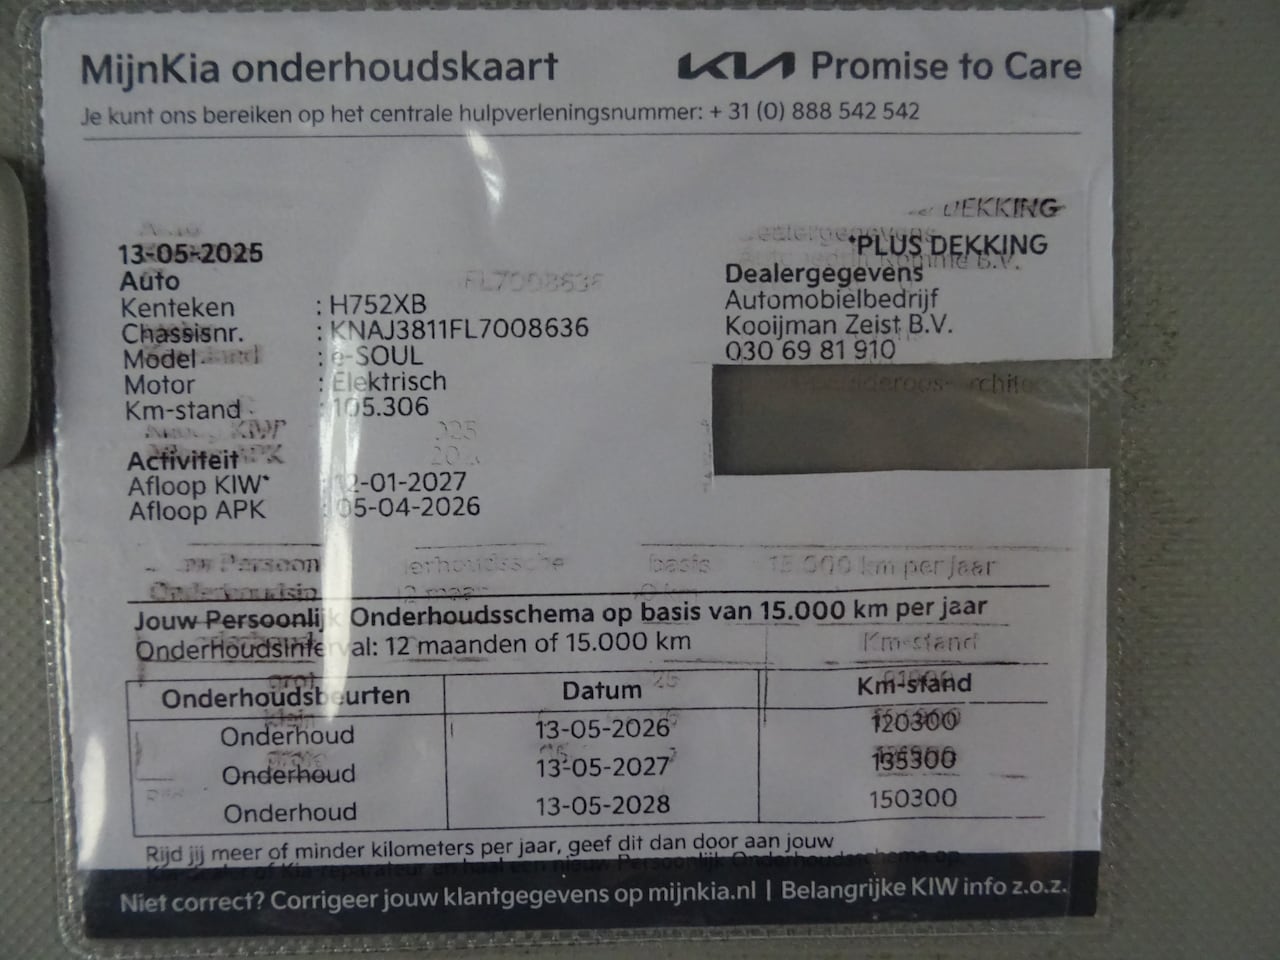 MijnKia onderhoudskaart
KIA Promise to Care
Je kunt ons bereiken op het centrale hulpverleningsnummer: + 31 (0) 888 542 542
DEKKING
13-05-2025
*PLUS DEKKING
Auto
Kenteken : H752XB
Chassisnr. : KNAJ3811FL7008636
Model : e-SOUL
Motor : Elektrisch
Km-stand : 105.306
Dealergegevens
Automobielbedrijf
Kooijman Zeist B.V.
030 69 81 910
Activiteit
Afloop KIW* : 12-01-2027
Afloop APK : 05-04-2026
Jouw Persoonlijk Onderhoudsschema op basis van 15.000 km per jaar
Onderhoudsinterval: 12 maanden of 15.000 km
Onderhoudsbeurten Datum Km-stand
Onderhoud 13-05-2026 120300
Onderhoud 13-05-2027 135300
Onderhoud 13-05-2028 150300
Rijd jij meer of minder kilometers per jaar, geef dit dan door aan jouw
Niet correct? Corrigeer jouw klantgegevens op mijnkia.nl | Belangrijke KIW info z.o.z.